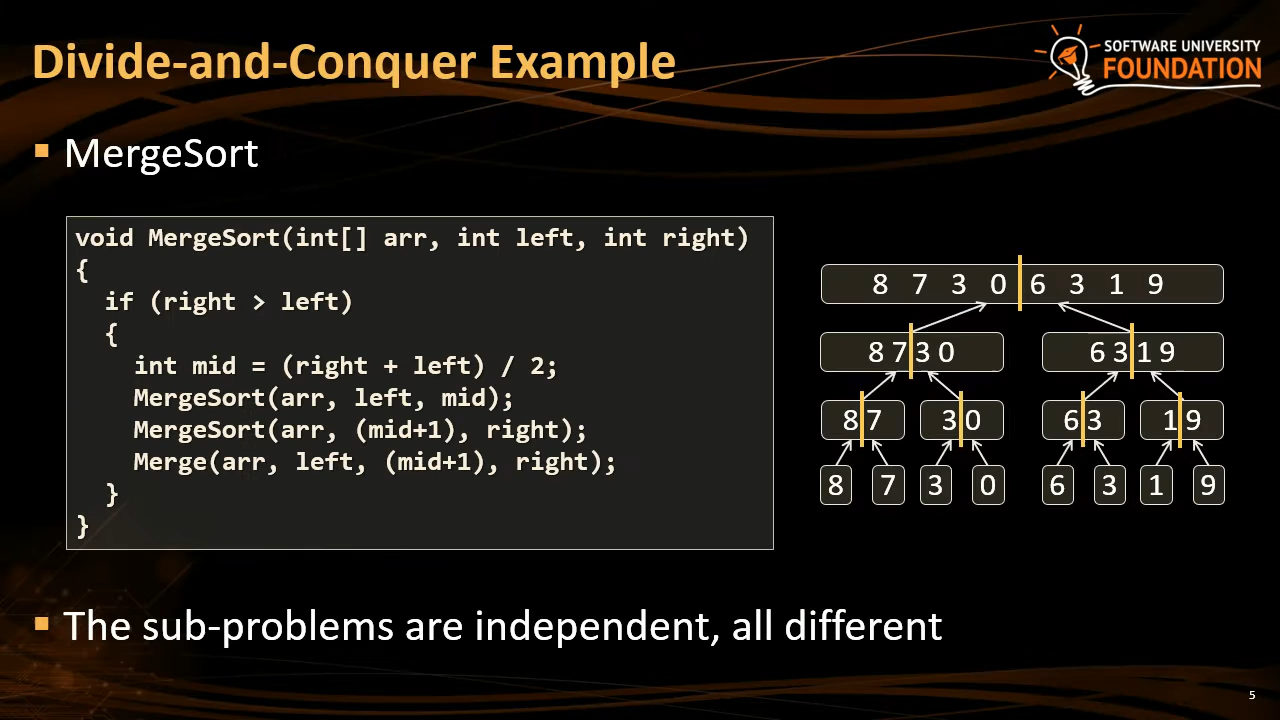 Divide-and-Conquer Example
SOFTWARE UNIVERSITY
FOUNDATION
▪ MergeSort
void MergeSort(int[] arr, int left, int right)
{
  if (right > left)
  {
    int mid = (right + left) / 2;
    MergeSort(arr, left, mid);
    MergeSort(arr, (mid+1), right);
    Merge(arr, left, (mid+1), right);
  }
}
8 7 3 0 6 3 1 9
8 7 3 0 6 3 1 9
8 7 3 0 6 3 1 9
8 7 3 0 6 3 1 9
▪ The sub-problems are independent, all different
5